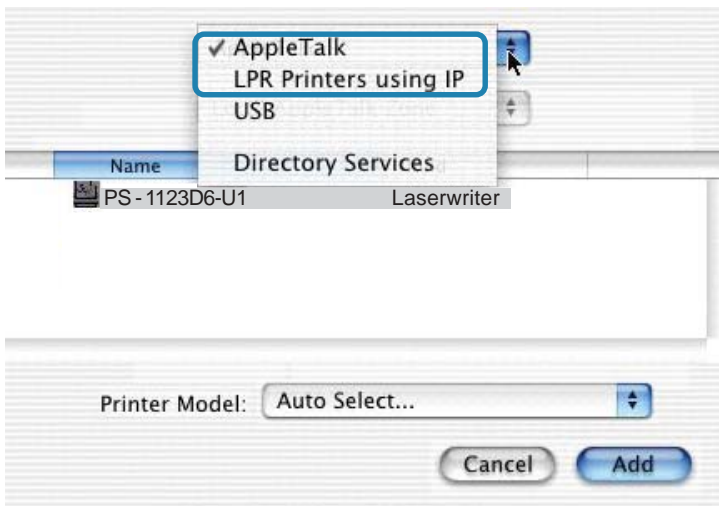 ✓ AppleTalk
LPR Printers using IP
USB
Directory Services
Name
PS - 1123D6-U1 Laserwriter
Printer Model: Auto Select...
Cancel Add